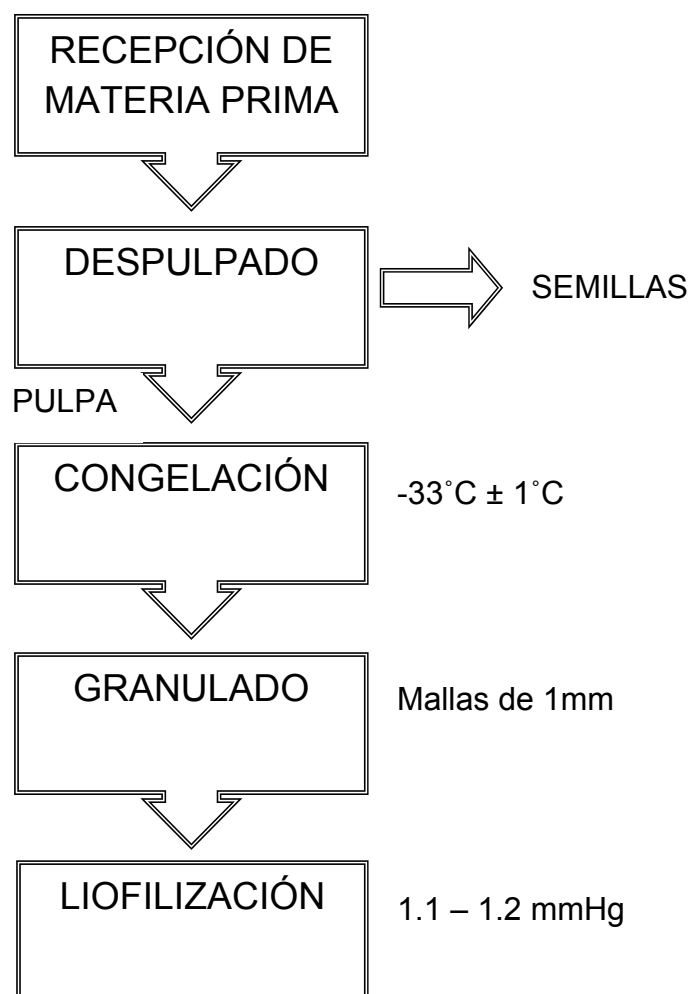 RECEPCIÓN DE
MATERIA PRIMA
DESPULPADO
SEMILLAS
PULPA
CONGELACIÓN
-33˚C ± 1˚C
GRANULADO
Mallas de 1mm
LIOFILIZACIÓN
1.1 – 1.2 mmHg